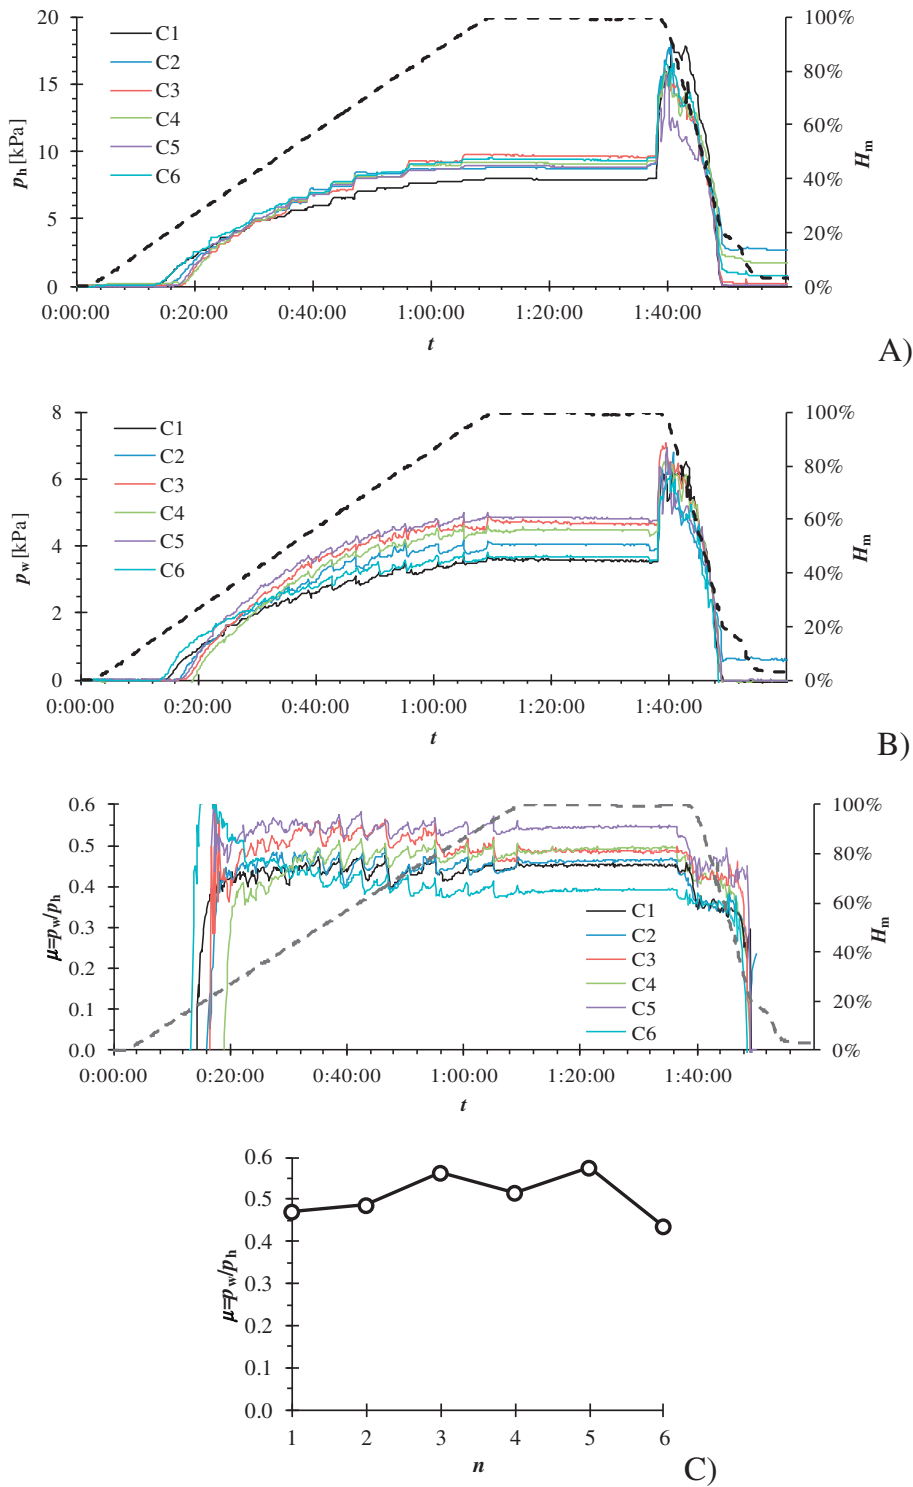 20
15
10
5
0
p_h [kPa]
C1
C2
C3
C4
C5
C6
100%
80%
60%
40%
20%
0%
H_m
0:00:00 0:20:00 0:40:00 1:00:00 1:20:00 1:40:00
t
A)
8
6
4
2
0
p_w [kPa]
C1
C2
C3
C4
C5
C6
100%
80%
60%
40%
20%
0%
H_m
0:00:00 0:20:00 0:40:00 1:00:00 1:20:00 1:40:00
t
B)
0.6
0.5
0.4
0.3
0.2
0.1
0.0
μ=p_w/p_h
C1
C2
C3
C4
C5
C6
100%
80%
60%
40%
20%
0%
H_m
0:00:00 0:20:00 0:40:00 1:00:00 1:20:00 1:40:00
t
0.6
0.5
0.4
0.3
0.2
0.1
0.0
μ=p_w/p_h
1 2 3 4 5 6
n
C)